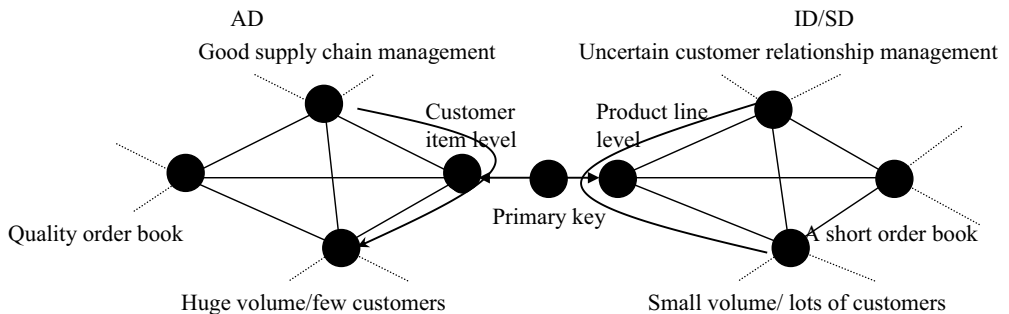 AD
ID/SD
Good supply chain management
Uncertain customer relationship management
Customer
item level
Product line
level
Primary key
Quality order book
A short order book
Huge volume/few customers
Small volume/ lots of customers